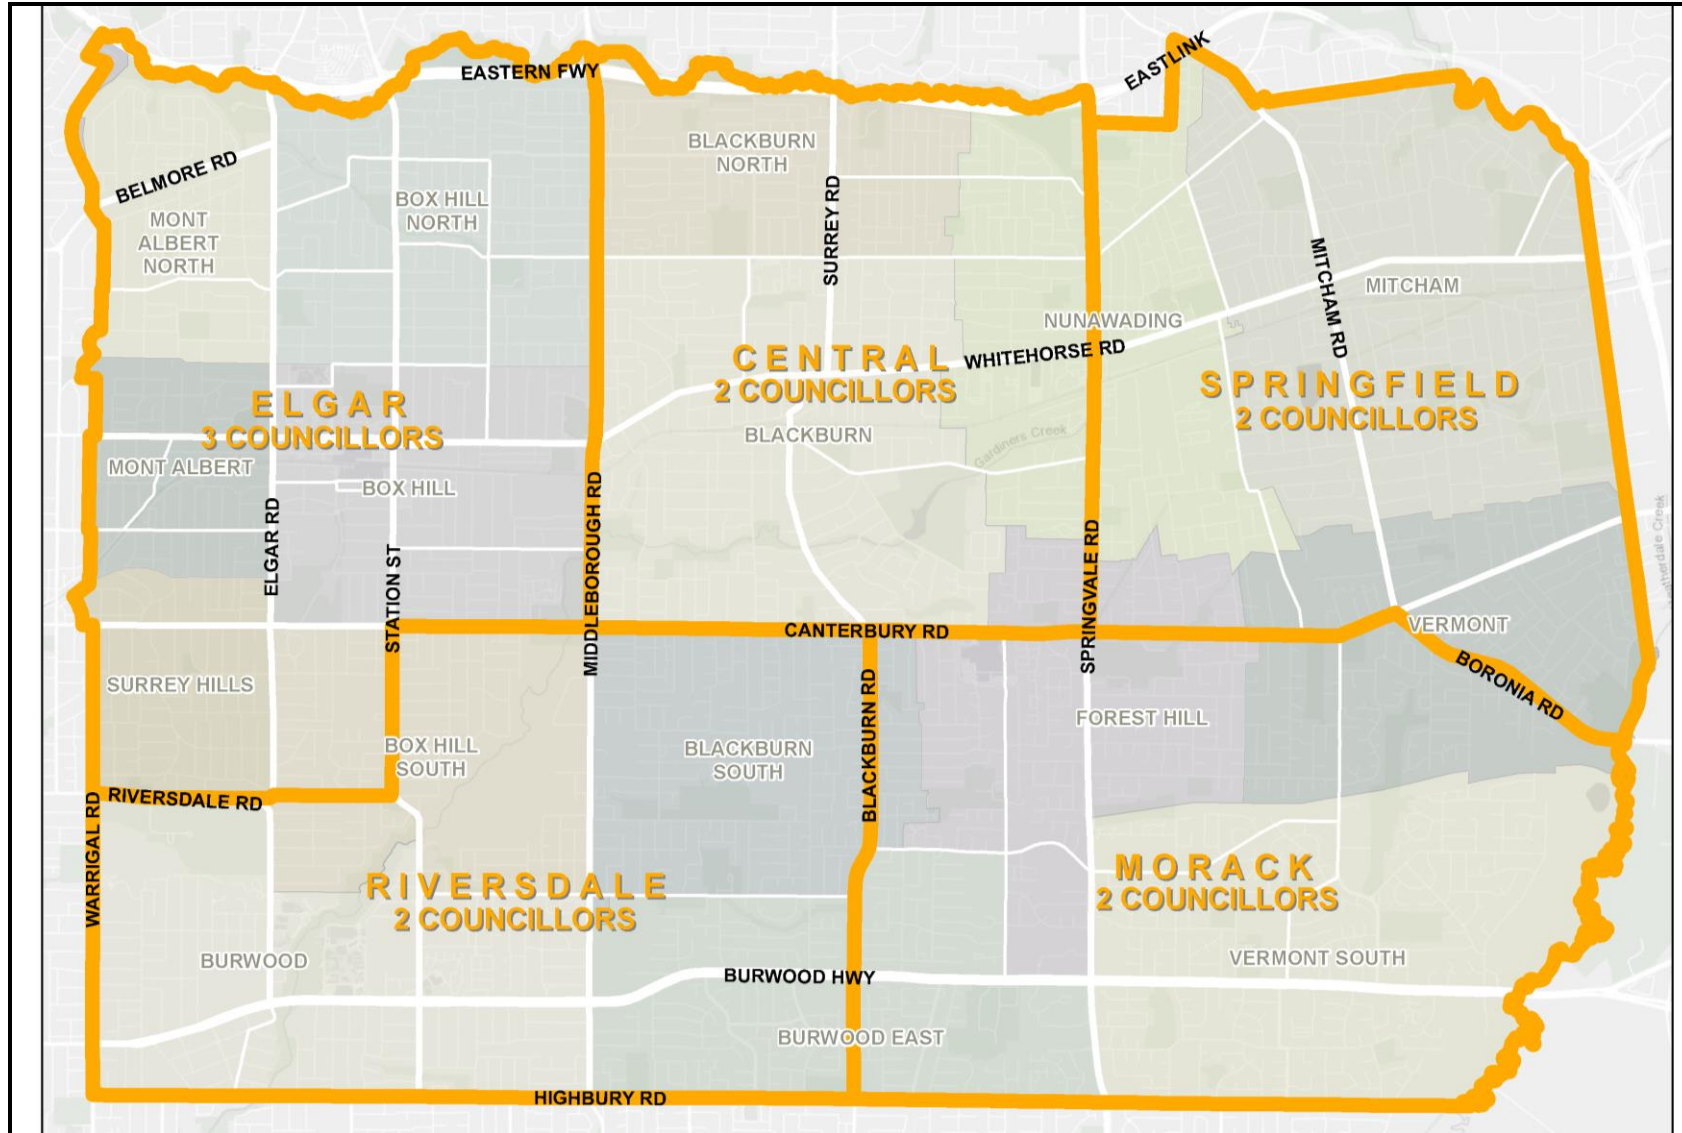 EASTERN FWY
EASTLINK
BELMORE RD
BLACKBURN
NORTH
BOX HILL
NORTH
MONT
ALBERT
NORTH
SURREY RD
MITCHAM RD
MITCHAM
NUNAWADING
WHITEHORSE RD
CENTRAL
2 COUNCILLORS
SPRINGFIELD
2 COUNCILLORS
ELGAR
3 COUNCILLORS
BLACKBURN
Gardiners Creek
MONT ALBERT
BOX HILL
ELGAR RD
STATION ST
MIDDLEBOROUGH RD
SPRINGVALE RD
CANTERBURY RD
VERMONT
BORONIA RD
SURREY HILLS
BLACKBURN RD
FOREST HILL
BOX HILL
SOUTH
BLACKBURN
SOUTH
RIVERSDALE RD
WARRIGAL RD
RIVERSDALE
2 COUNCILLORS
MORACK
2 COUNCILLORS
BURWOOD
VERMONT SOUTH
BURWOOD HWY
BURWOOD EAST
HIGHBURY RD